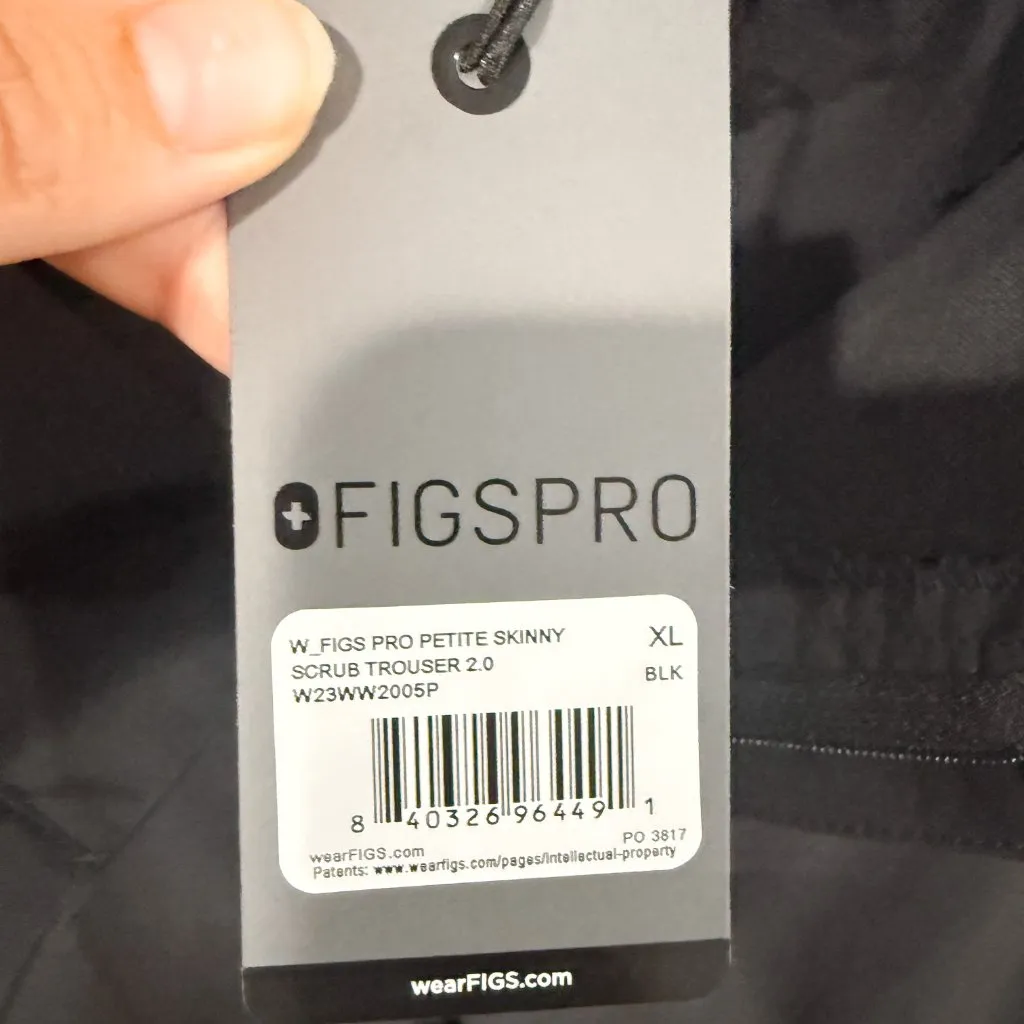 FIGSPRO
W_FIGS PRO PETITE SKINNY XL
SCRUB TROUSER 2.0 BLK
W23WW2005P
8 40326 96449 1
PO 3817
wearFIGS.com
Patents: www.wearfigs.com/pages/intellectual-property
wearFIGS.com